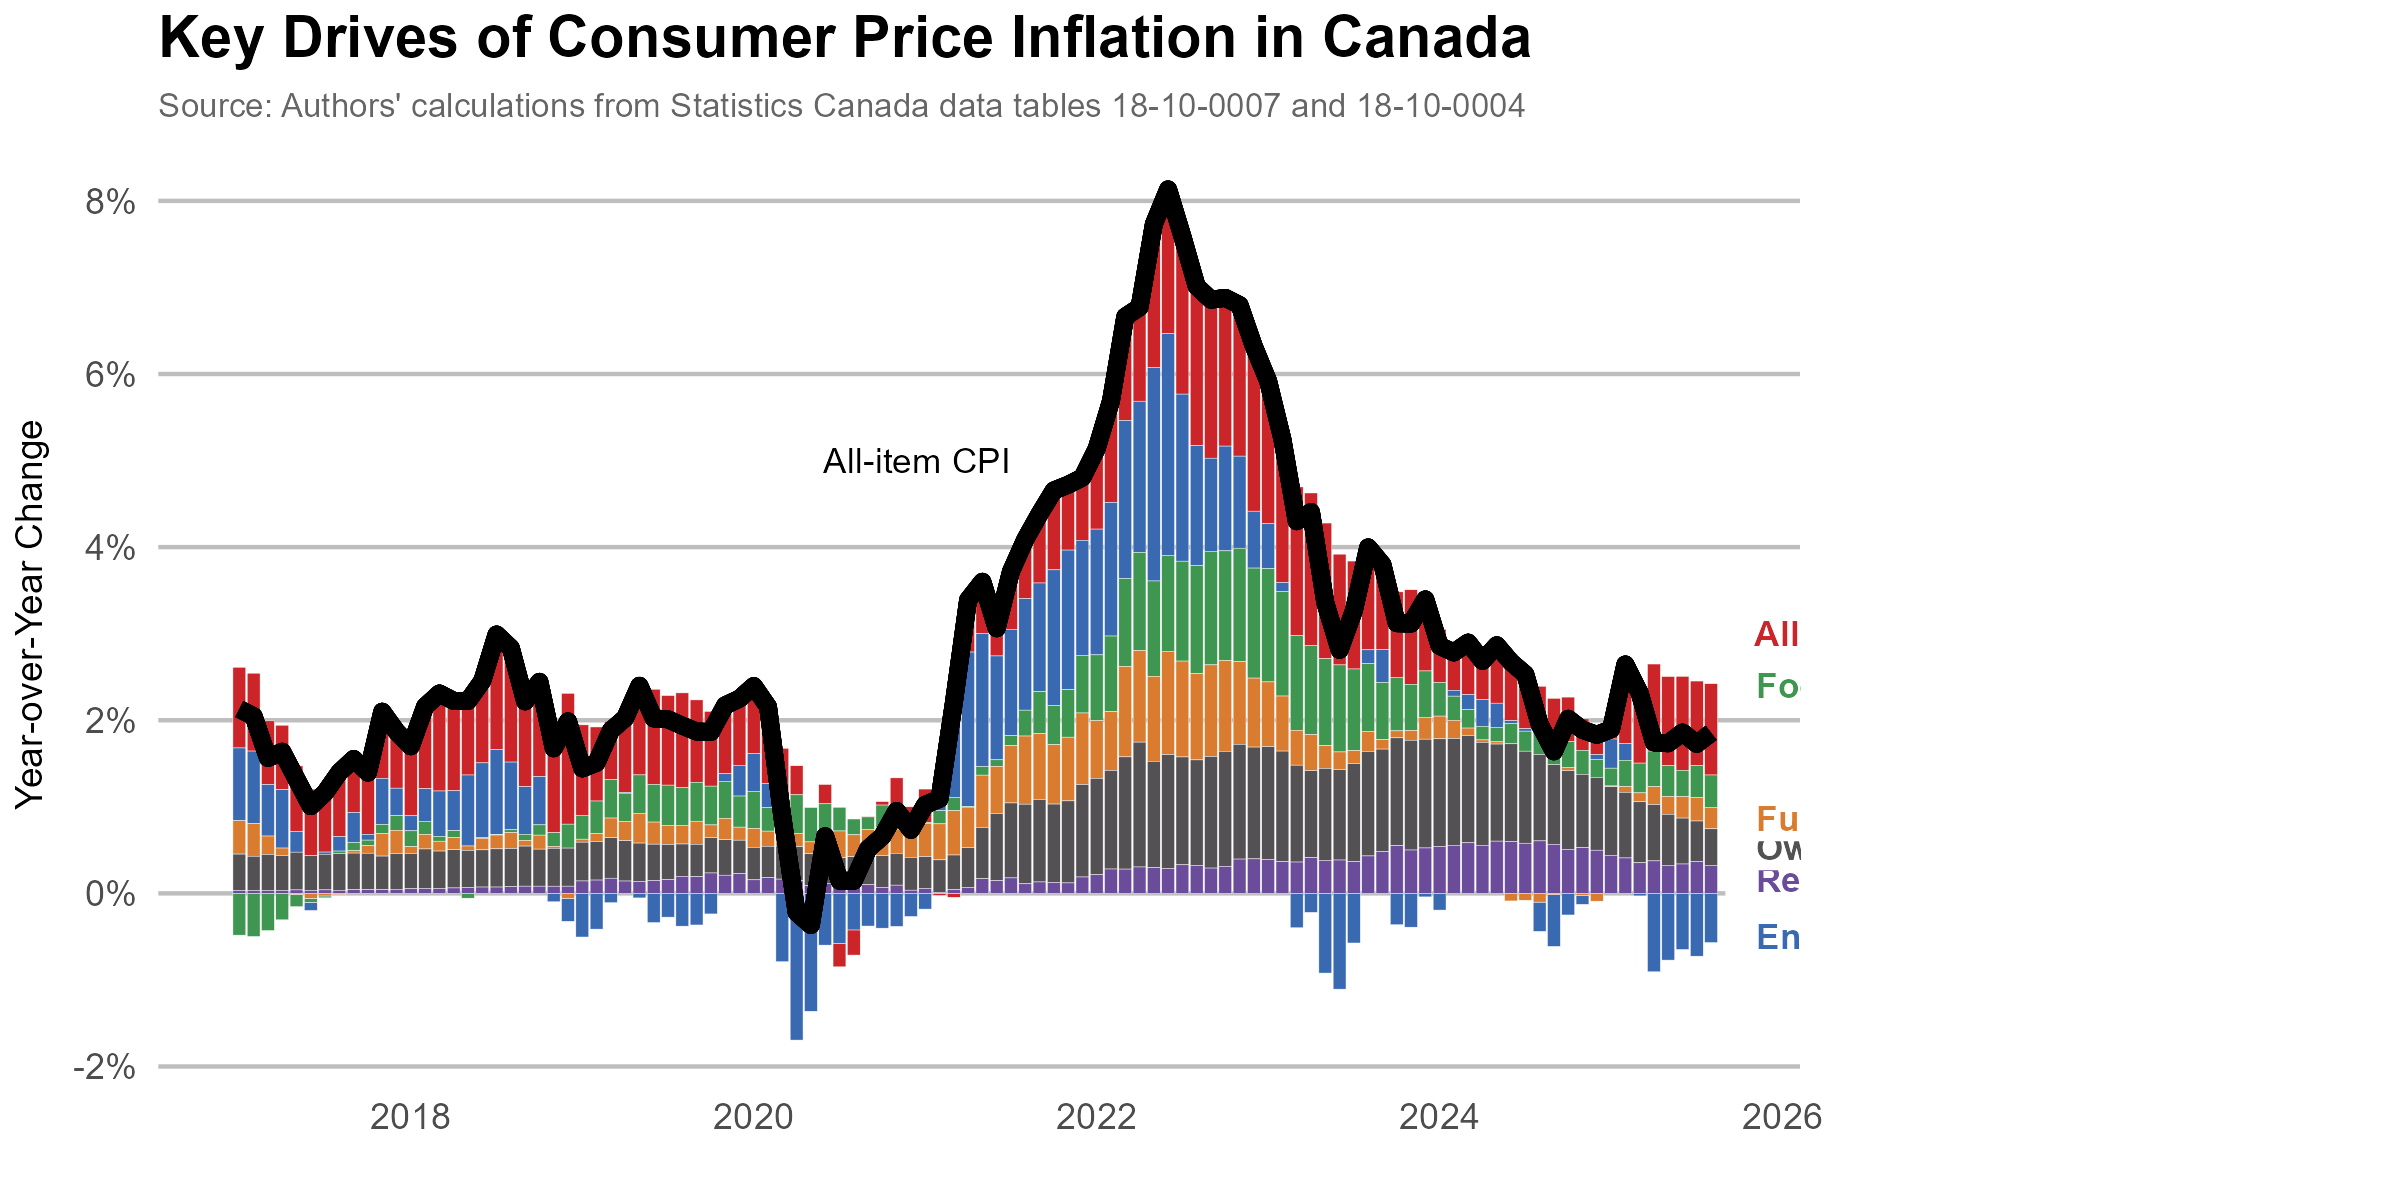 Key Drives of Consumer Price Inflation in Canada
Source: Authors' calculations from Statistics Canada data tables 18-10-0007 and 18-10-0004
Year-over-Year Change
8%
6%
4%
2%
0%
-2%
All-item CPI
All
Fo
Fu
Ow
Re
En
2018
2020
2022
2024
2026